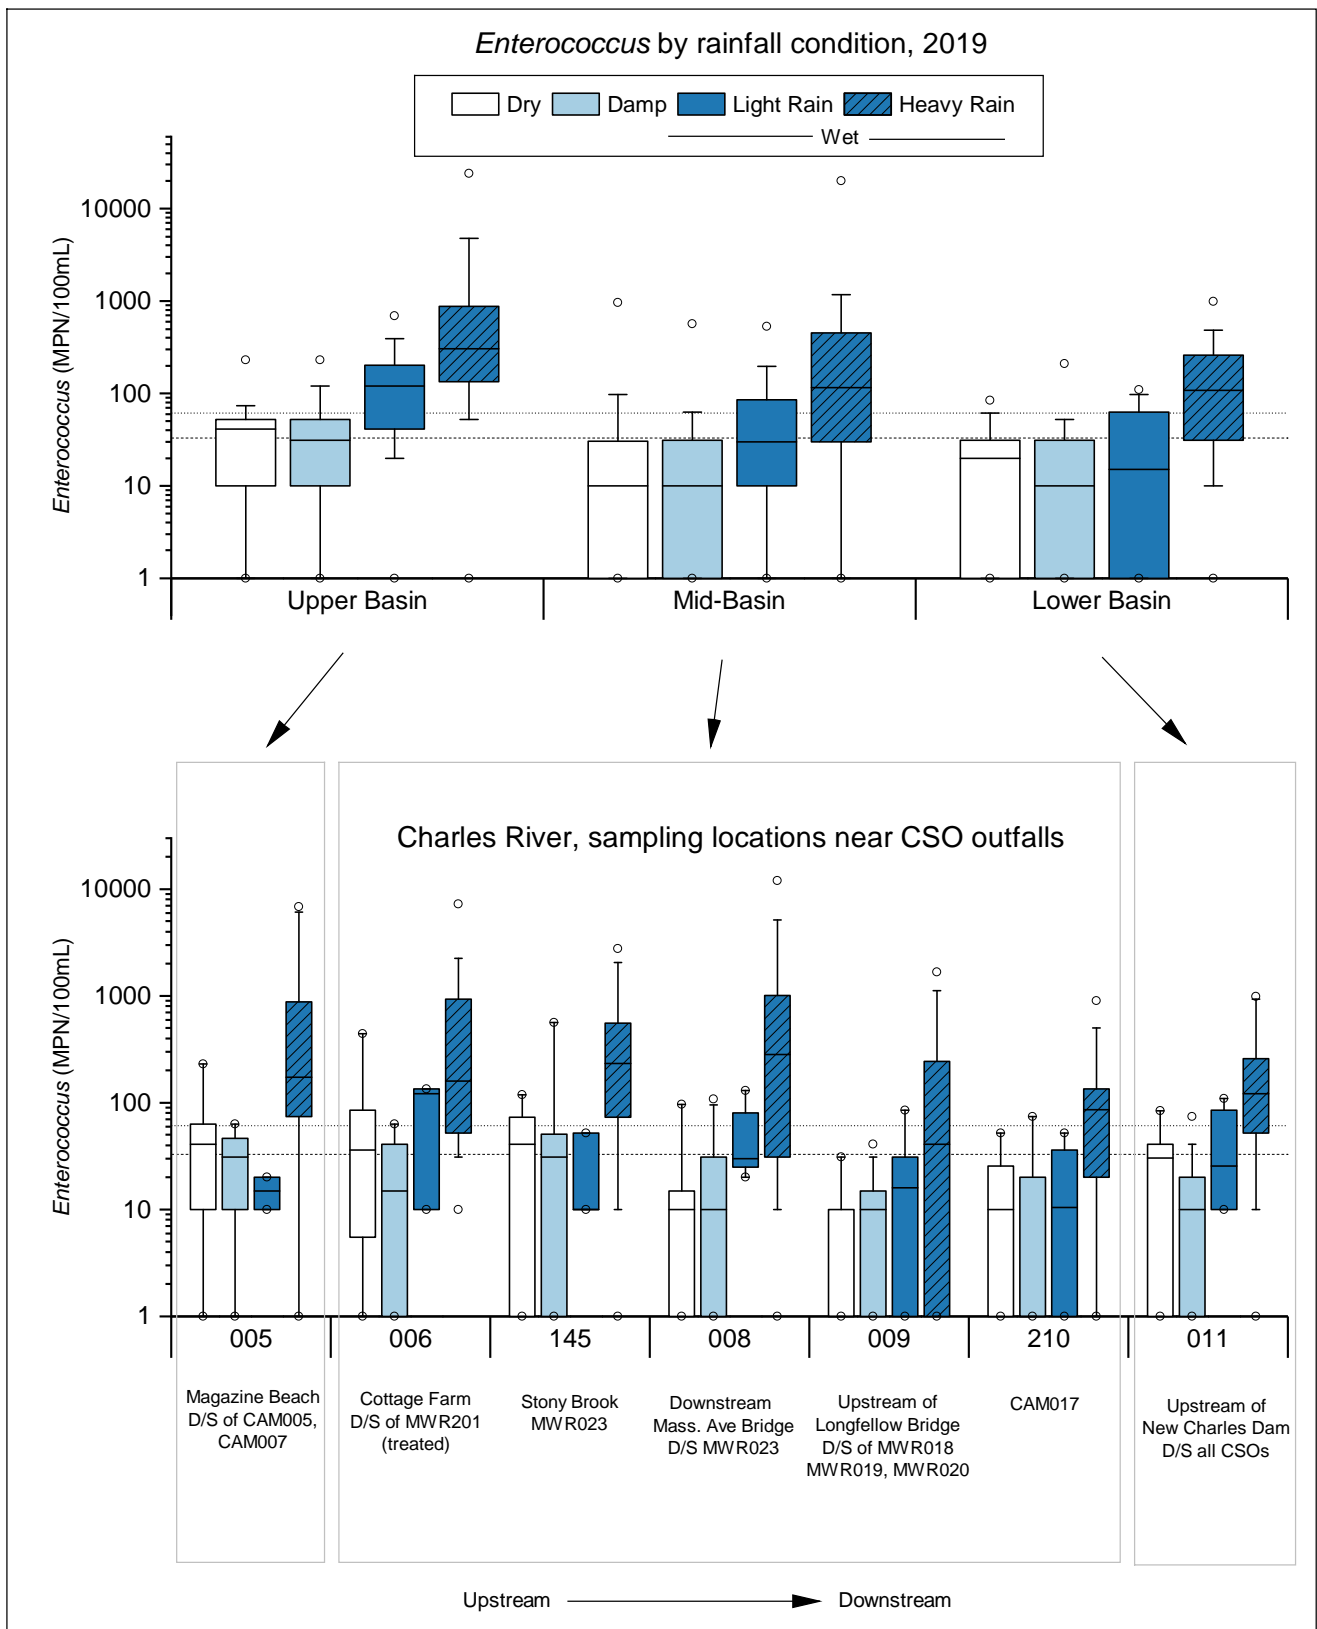 Enterococcus by rainfall condition, 2019
Dry Damp Light Rain Heavy Rain
Wet
Enterococcus (MPN/100mL)
10000
1000
100
10
1
Upper Basin Mid-Basin Lower Basin
Charles River, sampling locations near CSO outfalls
Enterococcus (MPN/100mL)
10000
1000
100
10
1
005 006 145 008 009 210 011
Magazine Beach
D/S of CAM005,
CAM007
Cottage Farm
D/S of MWR201
(treated)
Stony Brook
MWR023
Downstream
Mass. Ave Bridge
D/S MWR023
Upstream of
Longfellow Bridge
D/S of MWR018
MWR019, MWR020
CAM017
Upstream of
New Charles Dam
D/S all CSOs
Upstream Downstream